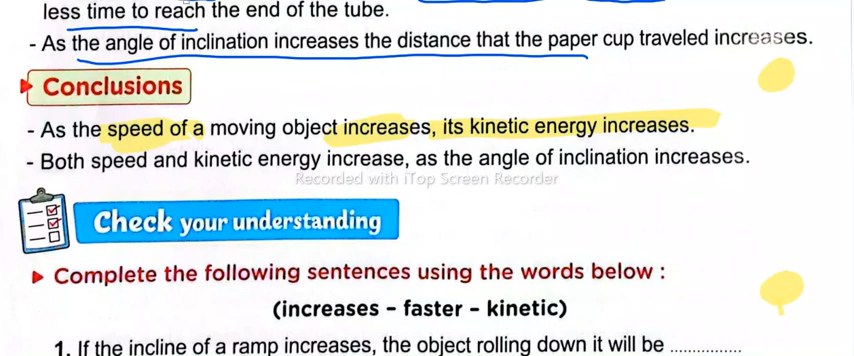 less time to reach the end of the tube.
- As the angle of inclination increases the distance that the paper cup traveled increases.
Conclusions
- As the speed of a moving object increases, its kinetic energy increases.
- Both speed and kinetic energy increase, as the angle of inclination increases.
Recorded with iTop Screen Recorder
Check your understanding
Complete the following sentences using the words below :
(increases – faster – kinetic)
1. If the incline of a ramp increases, the object rolling down it will be ...............